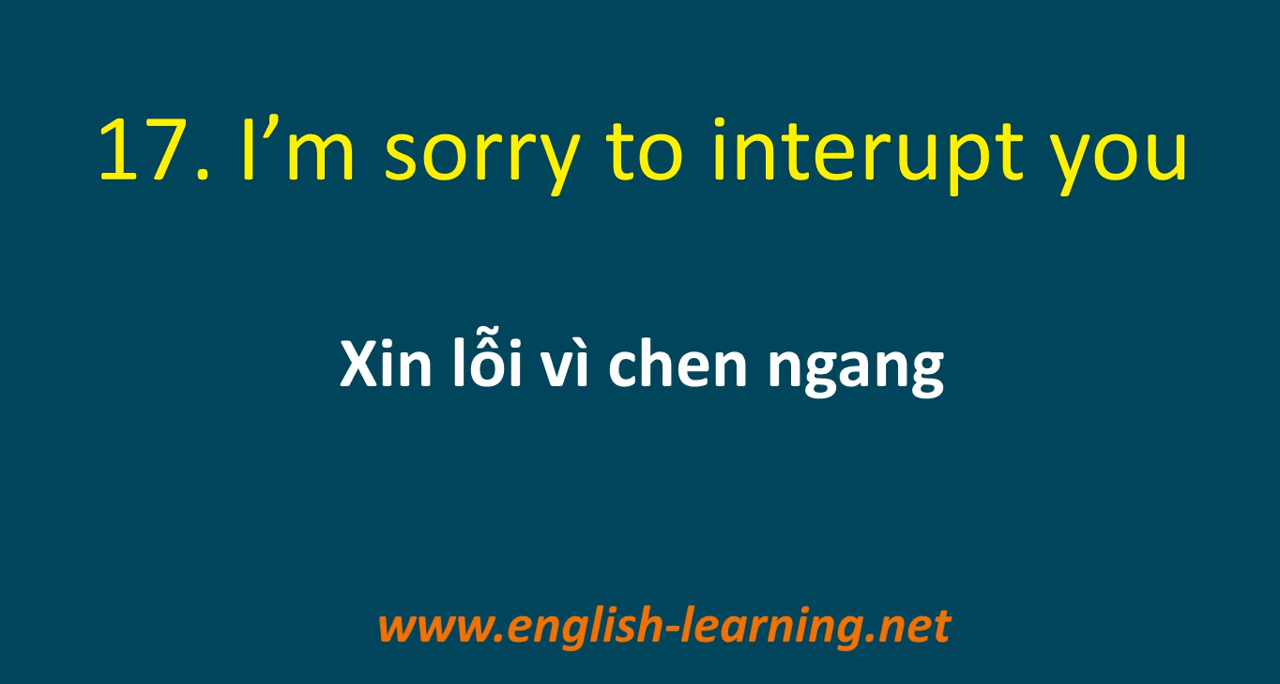 17. I’m sorry to interupt you
Xin lỗi vì chen ngang
www.english-learning.net